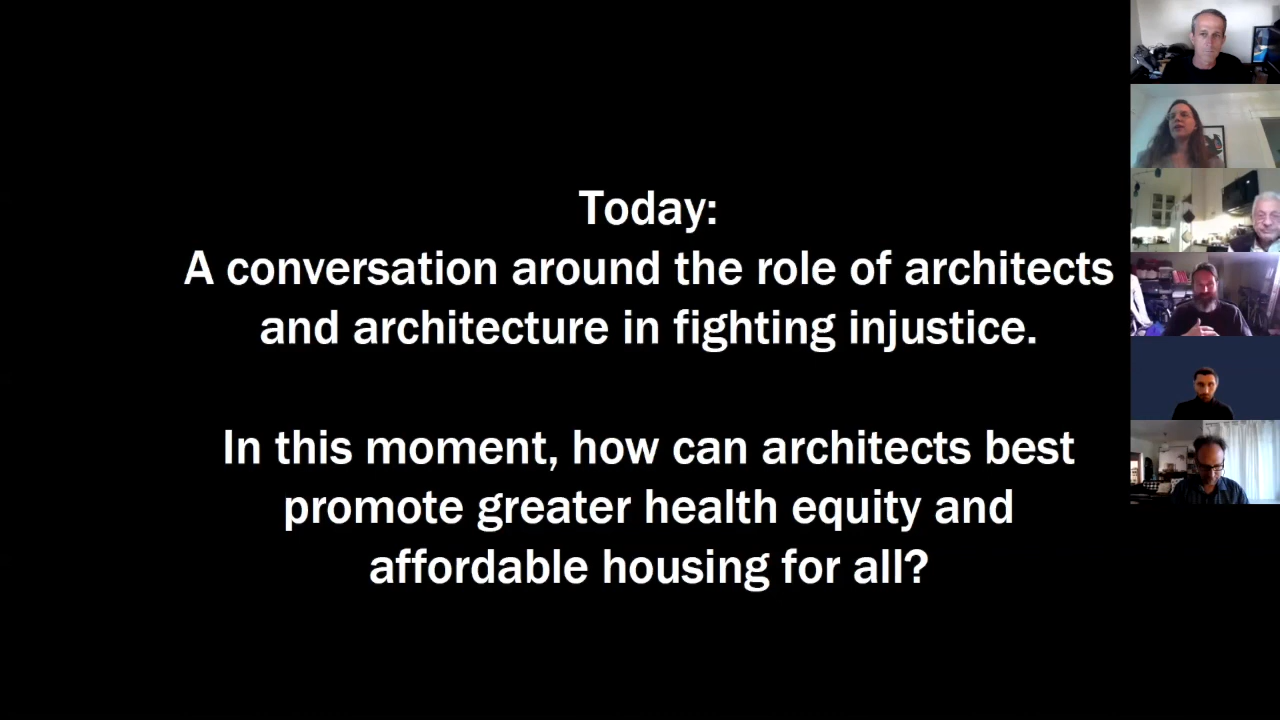 Today:
A conversation around the role of architects
and architecture in fighting injustice.
In this moment, how can architects best
promote greater health equity and
affordable housing for all?